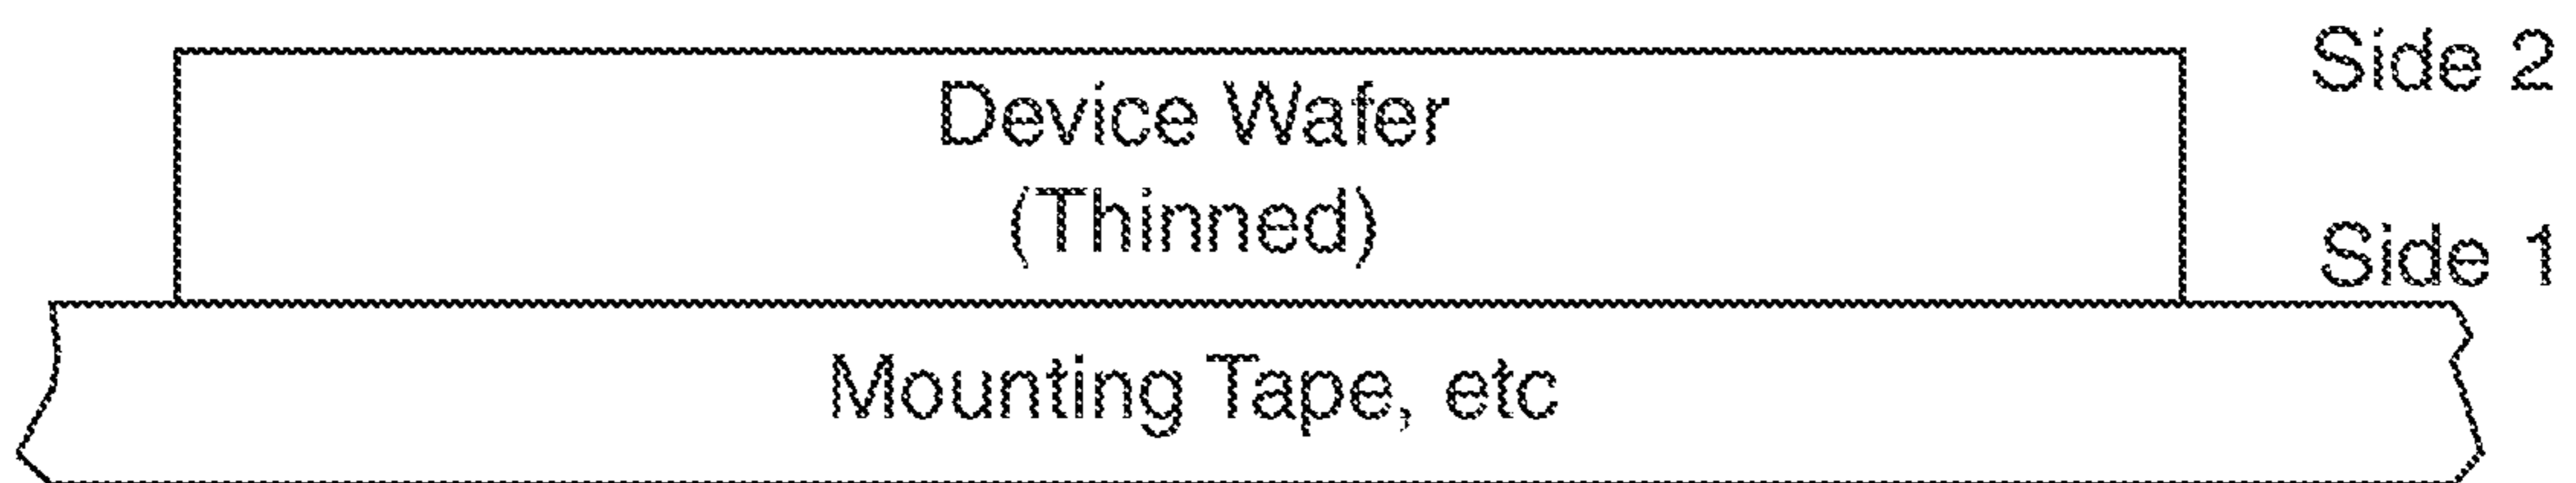 Side 2
Device Wafer
(Thinned)
Side 1
Mounting Tape, etc